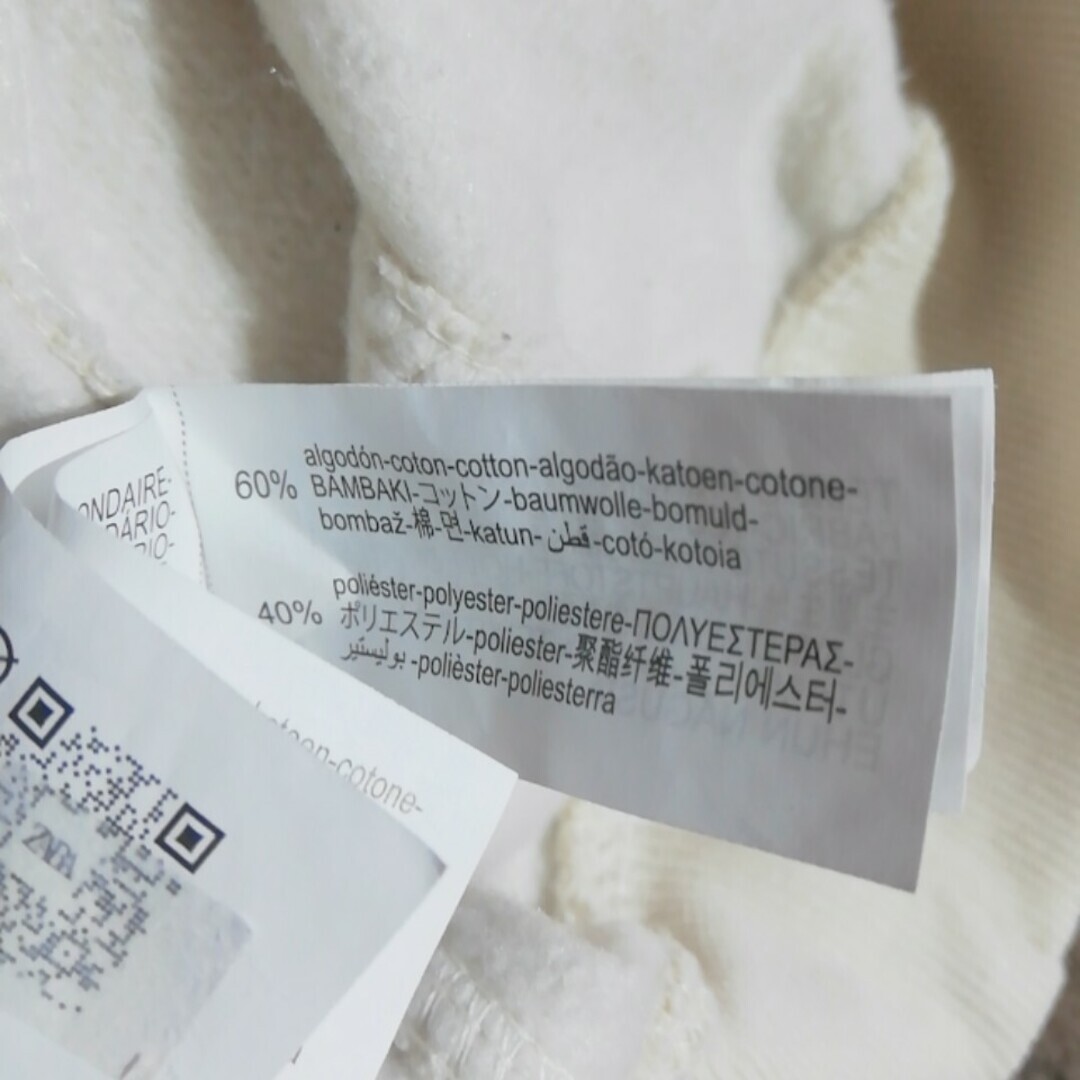 60% algodón-coton-cotton-algodão-katoen-cotone-
BAMBAKI-コットン-baumwolle-bomuld-
bombaž-棉-면-katun-قطن-cotó-kotoia
40% poliéster-polyester-poliestere-ΠΟΛΥΕΣΤΕΡΑΣ-
ポリエステル-poliester-聚酯纤维-폴리에스터-
بوليستير-polièster-poliesterra
ONDAIRE-
DÁRIO-
-cotone-
ZARA